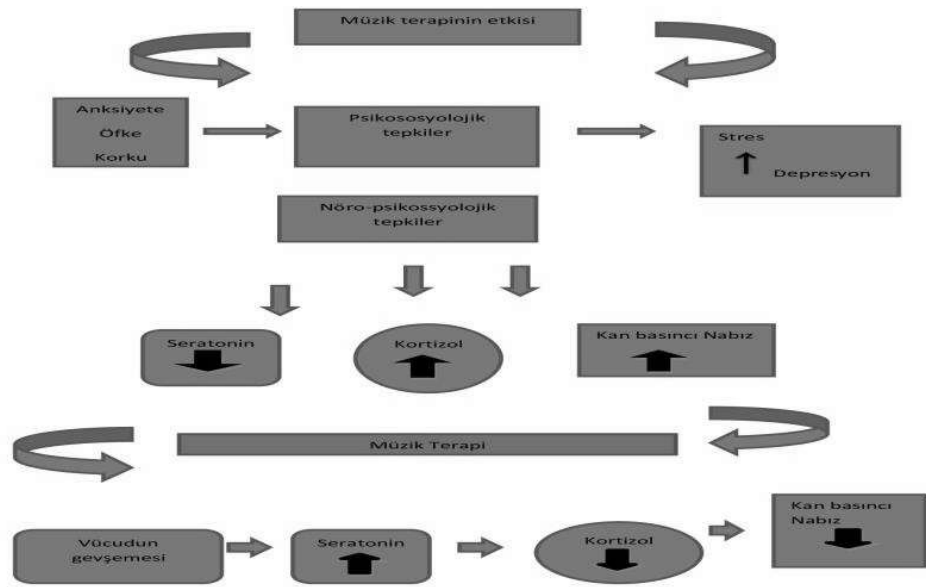 Müzik terapinin etkisi
Anksiyete
Öfke
Korku
Psikososyolojik
tepkiler
Stres
Depresyon
Nöro-psikossyolojik
tepkiler
Seratonin
Kortizol
Kan basıncı Nabız
Müzik Terapi
Vücudun
gevşemesi
Seratonin
Kortizol
Kan basıncı
Nabız